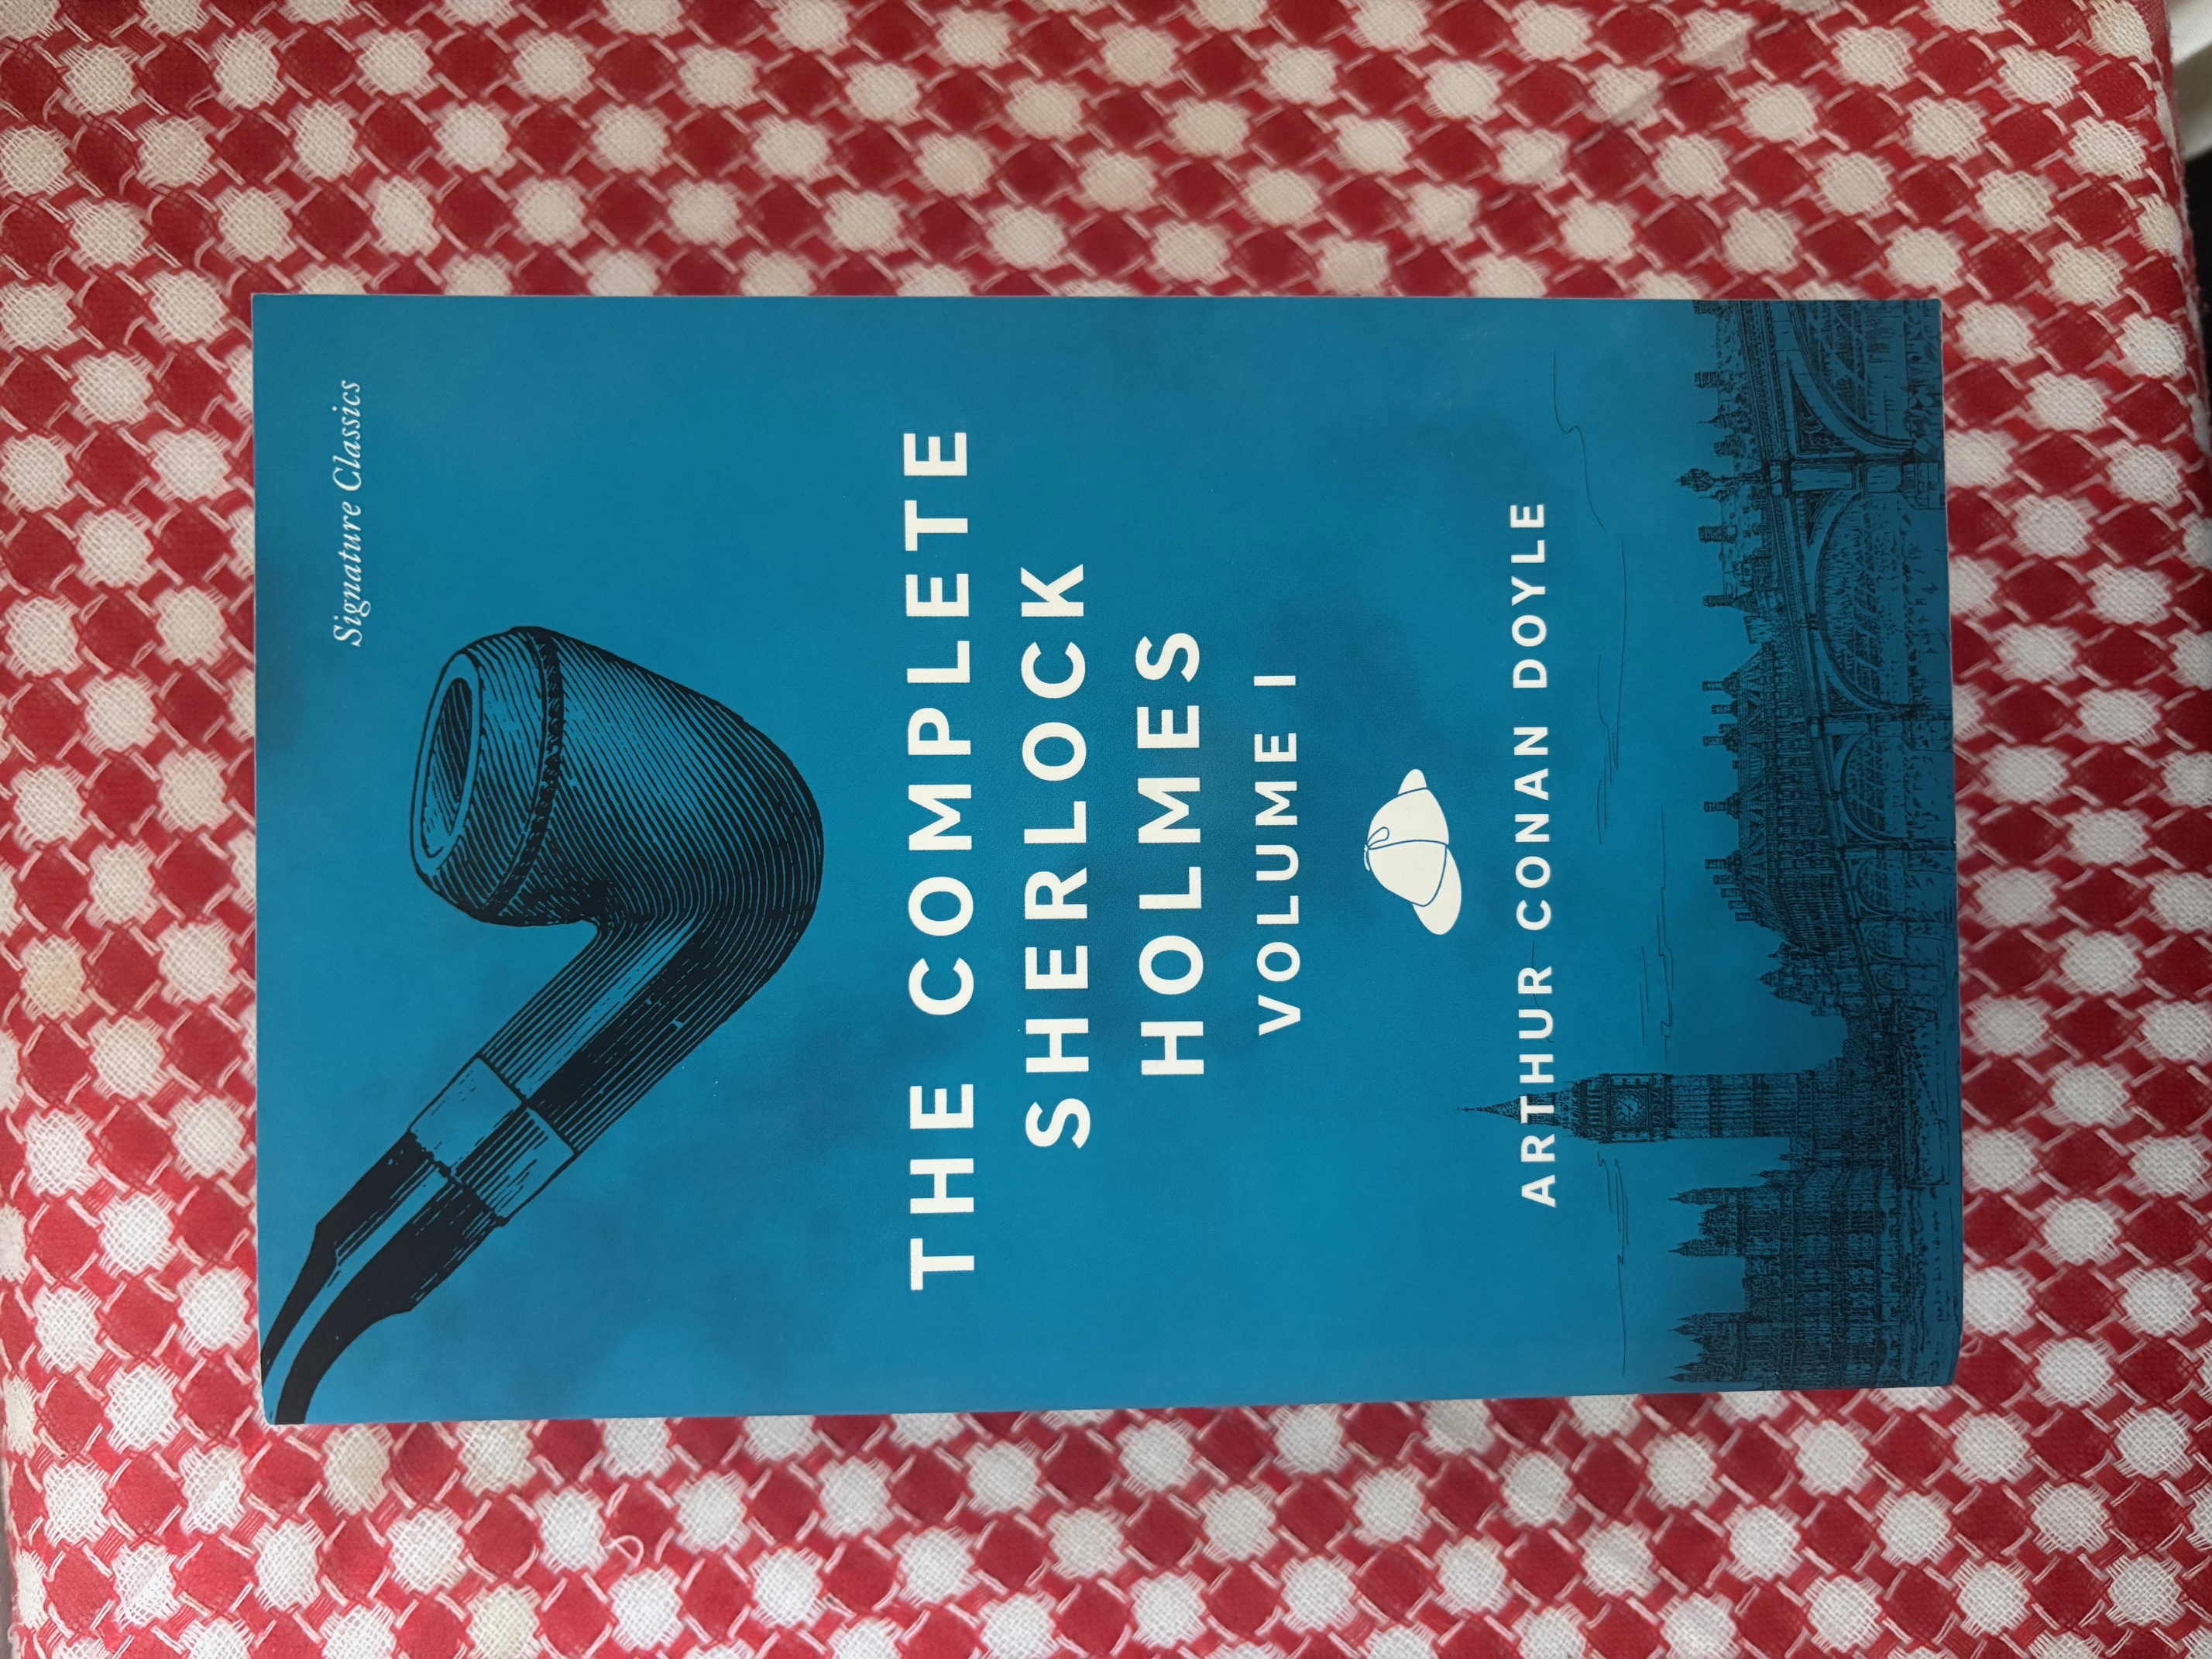 Signature Classics
THE COMPLETE
SHERLOCK
HOLMES
VOLUME I
ARTHUR CONAN DOYLE